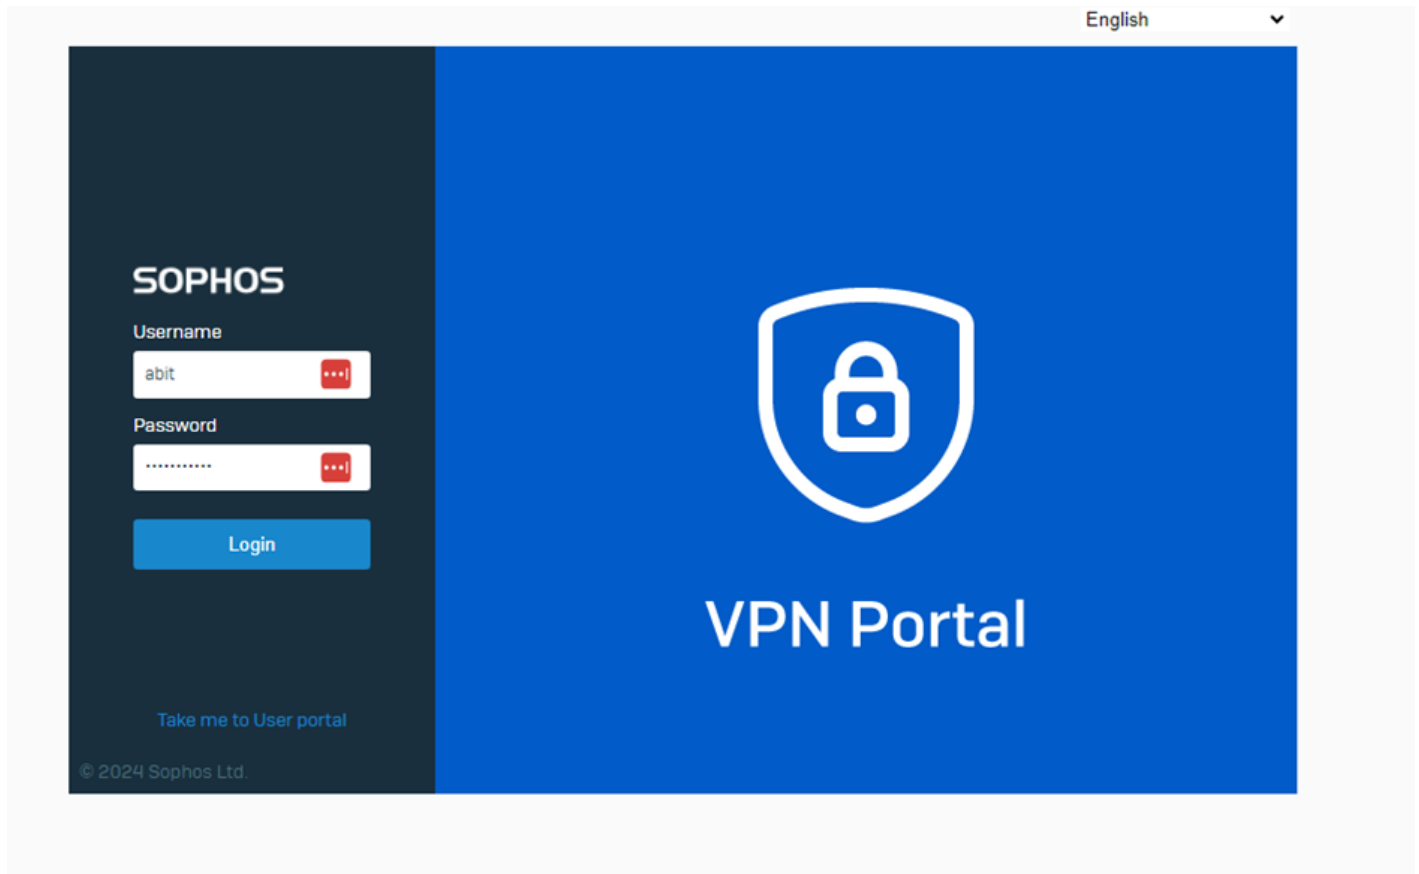 English
SOPHOS
Username
abit
Password
...........
Login
VPN Portal
Take me to User portal
© 2024 Sophos Ltd.